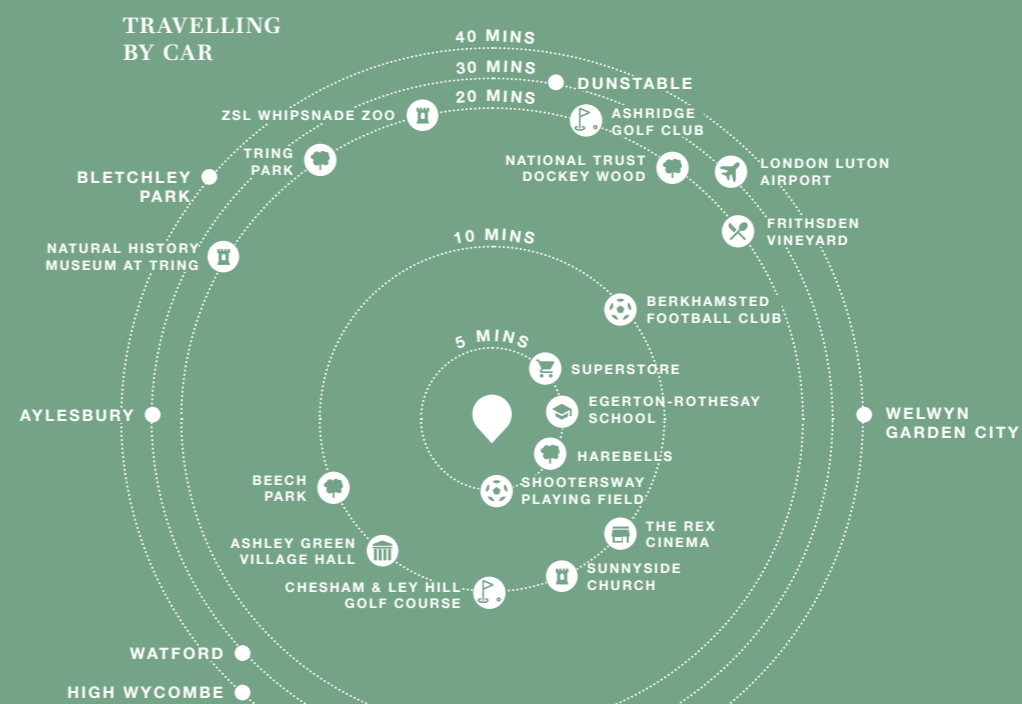 TRAVELLING
BY CAR
40 MINS
30 MINS
DUNSTABLE
20 MINS
ZSL WHIPSNADE ZOO
ASHRIDGE
GOLF CLUB
TRING
PARK
NATIONAL TRUST
DOCKEY WOOD
LONDON LUTON
AIRPORT
BLETCHLEY
PARK
FRITHSDEN
VINEYARD
10 MINS
NATURAL HISTORY
MUSEUM AT TRING
BERKHAMSTED
FOOTBALL CLUB
5 MINS
SUPERSTORE
EGERTON-ROTHESAY
SCHOOL
AYLESBURY
WELWYN
GARDEN CITY
HAREBELLS
BEECH
PARK
SHOOTERSWAY
PLAYING FIELD
THE REX
CINEMA
ASHLEY GREEN
VILLAGE HALL
SUNNYSIDE
CHURCH
CHESHAM & LEY HILL
GOLF COURSE
WATFORD
HIGH WYCOMBE